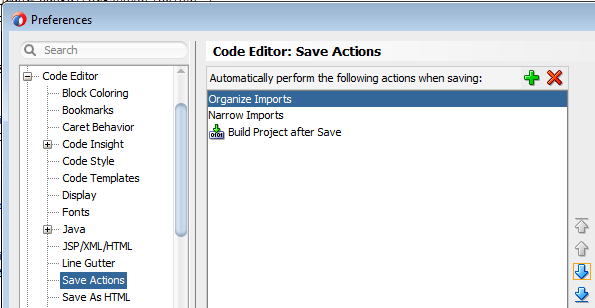 Preferences
Search
Code Editor
Block Coloring
Bookmarks
Caret Behavior
Code Insight
Code Style
Code Templates
Display
Fonts
Java
JSP/XML/HTML
Line Gutter
Save Actions
Save As HTML
Code Editor: Save Actions
Automatically perform the following actions when saving:
Organize Imports
Narrow Imports
Build Project after Save